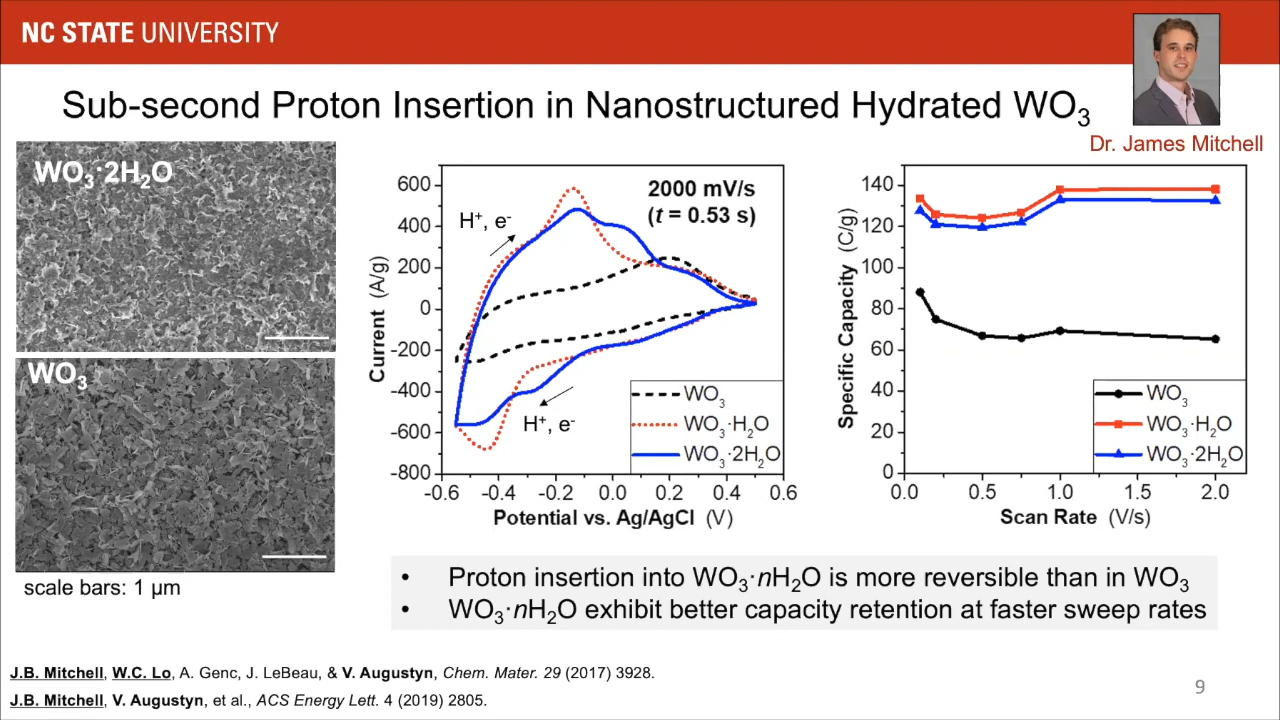 NC STATE UNIVERSITY
Sub-second Proton Insertion in Nanostructured Hydrated WO₃
Dr. James Mitchell
WO₃·2H₂O
WO₃
scale bars: 1 µm
Current (A/g)
600
400
200
0
-200
-400
-600
-800
2000 mV/s
(t = 0.53 s)
H⁺, e⁻
H⁺, e⁻
WO₃
WO₃·H₂O
WO₃·2H₂O
-0.6 -0.4 -0.2 0.0 0.2 0.4 0.6
Potential vs. Ag/AgCl (V)
Specific Capacity (C/g)
140
120
100
80
60
40
20
0
WO₃
WO₃·H₂O
WO₃·2H₂O
0.0 0.5 1.0 1.5 2.0
Scan Rate (V/s)
• Proton insertion into WO₃·nH₂O is more reversible than in WO₃
• WO₃·nH₂O exhibit better capacity retention at faster sweep rates
J.B. Mitchell, W.C. Lo, A. Genc, J. LeBeau, & V. Augustyn, Chem. Mater. 29 (2017) 3928.
J.B. Mitchell, V. Augustyn, et al., ACS Energy Lett. 4 (2019) 2805.
9